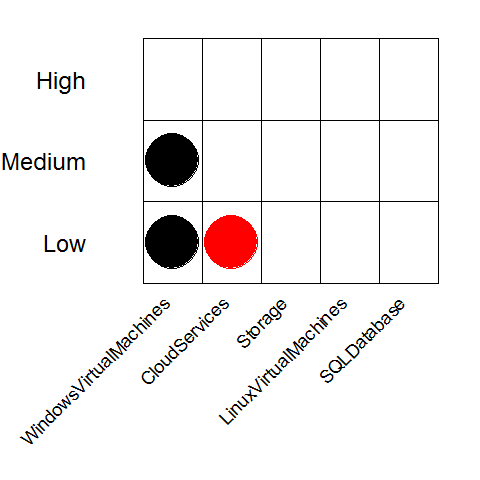 High
Medium
Low
WindowsVirtualMachines
CloudServices
Storage
LinuxVirtualMachines
SQLDatabase